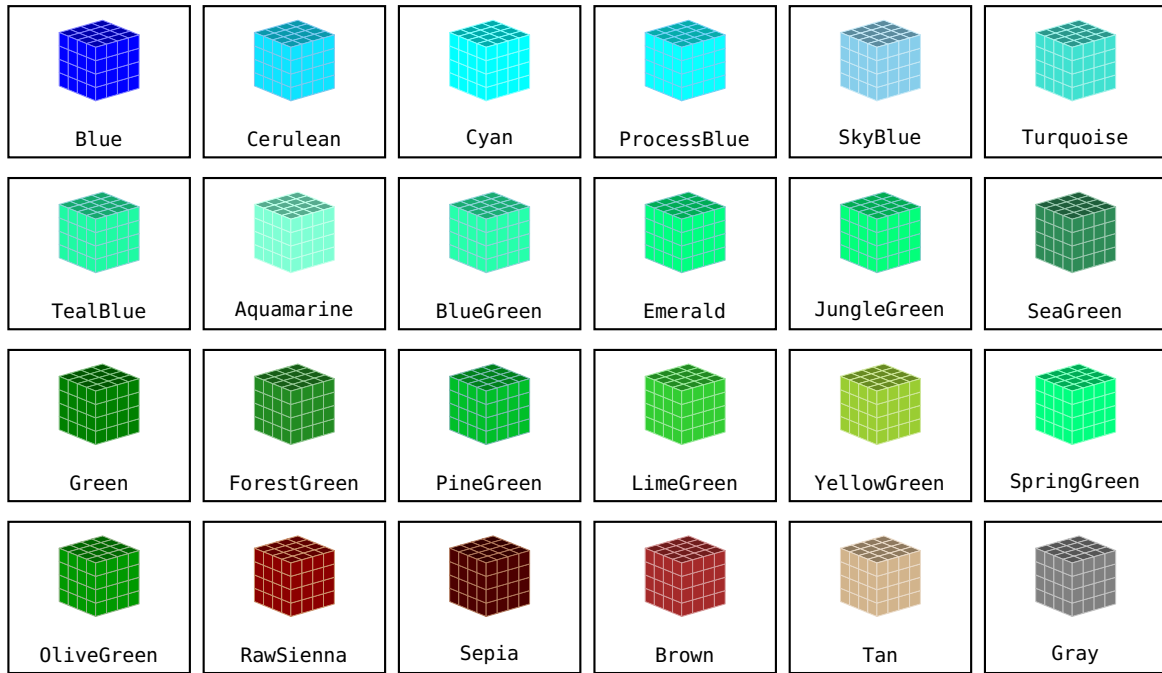 Blue
Cerulean
Cyan
ProcessBlue
SkyBlue
Turquoise
TealBlue
Aquamarine
BlueGreen
Emerald
JungleGreen
SeaGreen
Green
ForestGreen
PineGreen
LimeGreen
YellowGreen
SpringGreen
OliveGreen
RawSienna
Sepia
Brown
Tan
Gray